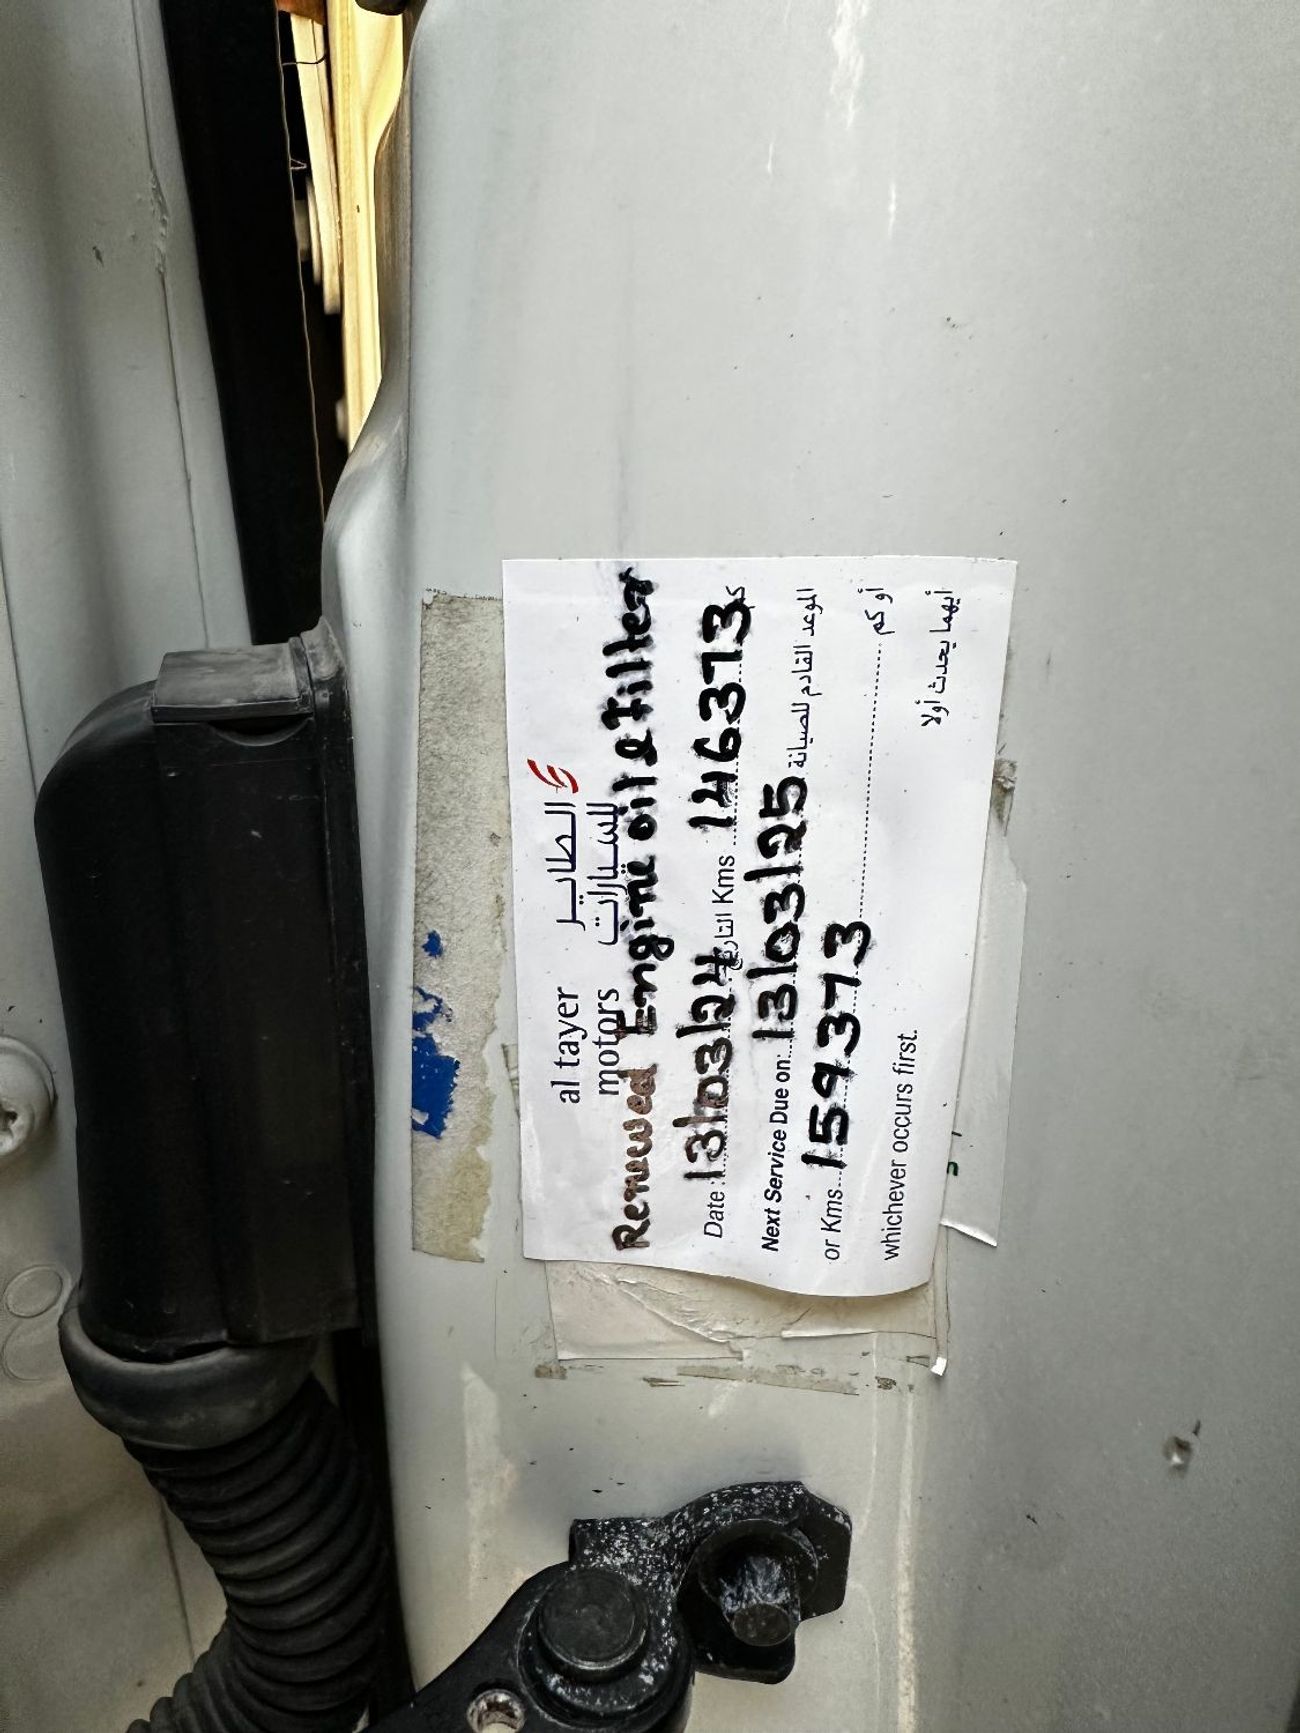 al tayer الطاير
motors للسيارات
Renewed Engine oil & Filter
Date : 13/03/24 التاريخ Kms 146373 كم
Next Service Due on: 13/03/25 الموعد القادم للصيانة
or Kms 159373 أو كم
whichever occurs first. أيهما يحدث أولا